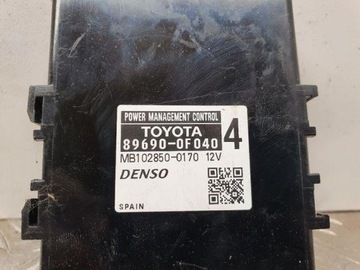 POWER MANAGEMENT CONTROL
TOYOTA 4
89690-0F040
MB102850-0170 12V
DENSO
SPAIN